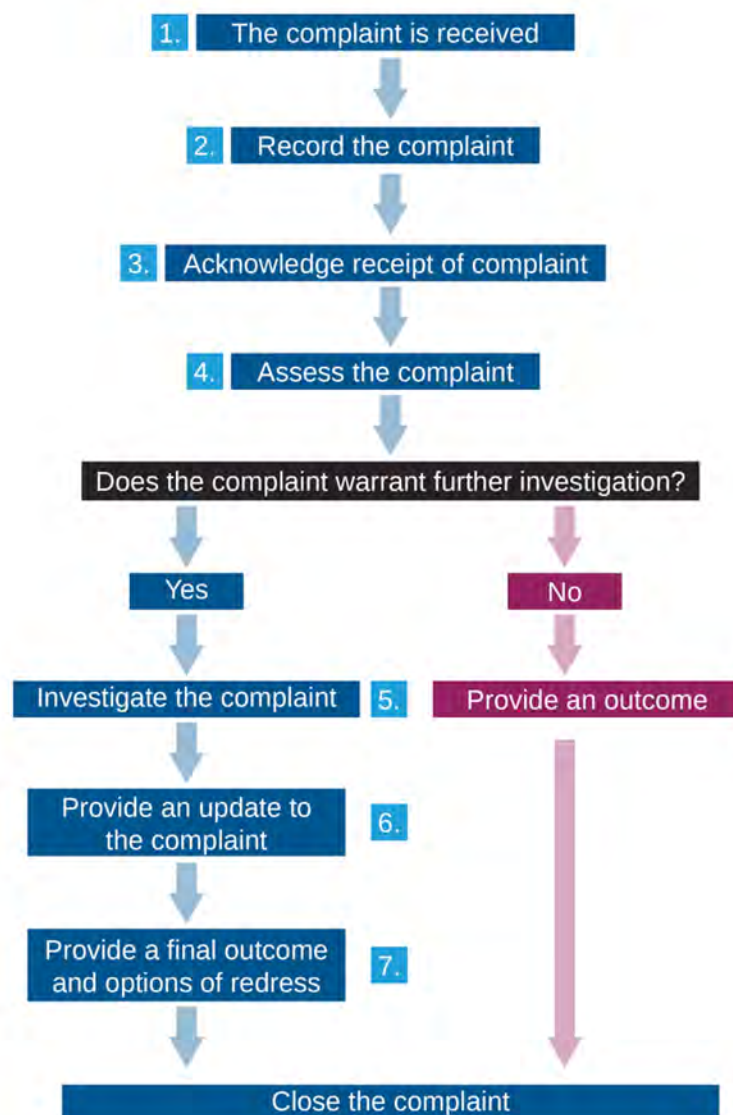 1. The complaint is received
2. Record the complaint
3. Acknowledge receipt of complaint
4. Assess the complaint
Does the complaint warrant further investigation?
Yes
No
Investigate the complaint
5.
Provide an outcome
Provide an update to
the complaint
6.
Provide a final outcome
and options of redress
7.
Close the complaint